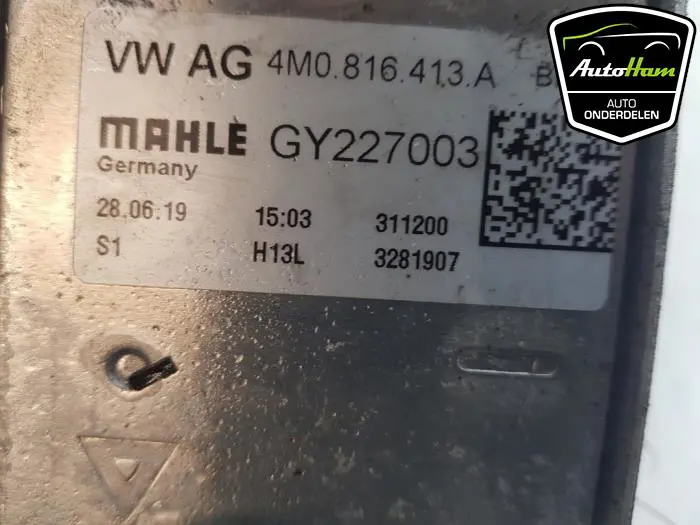 VW AG 4M0.816.413.A
MAHLE GY227003
Germany
28.06.19 15:03 311200
S1 H13L 3281907
AutoHam
AUTO
ONDERDELEN